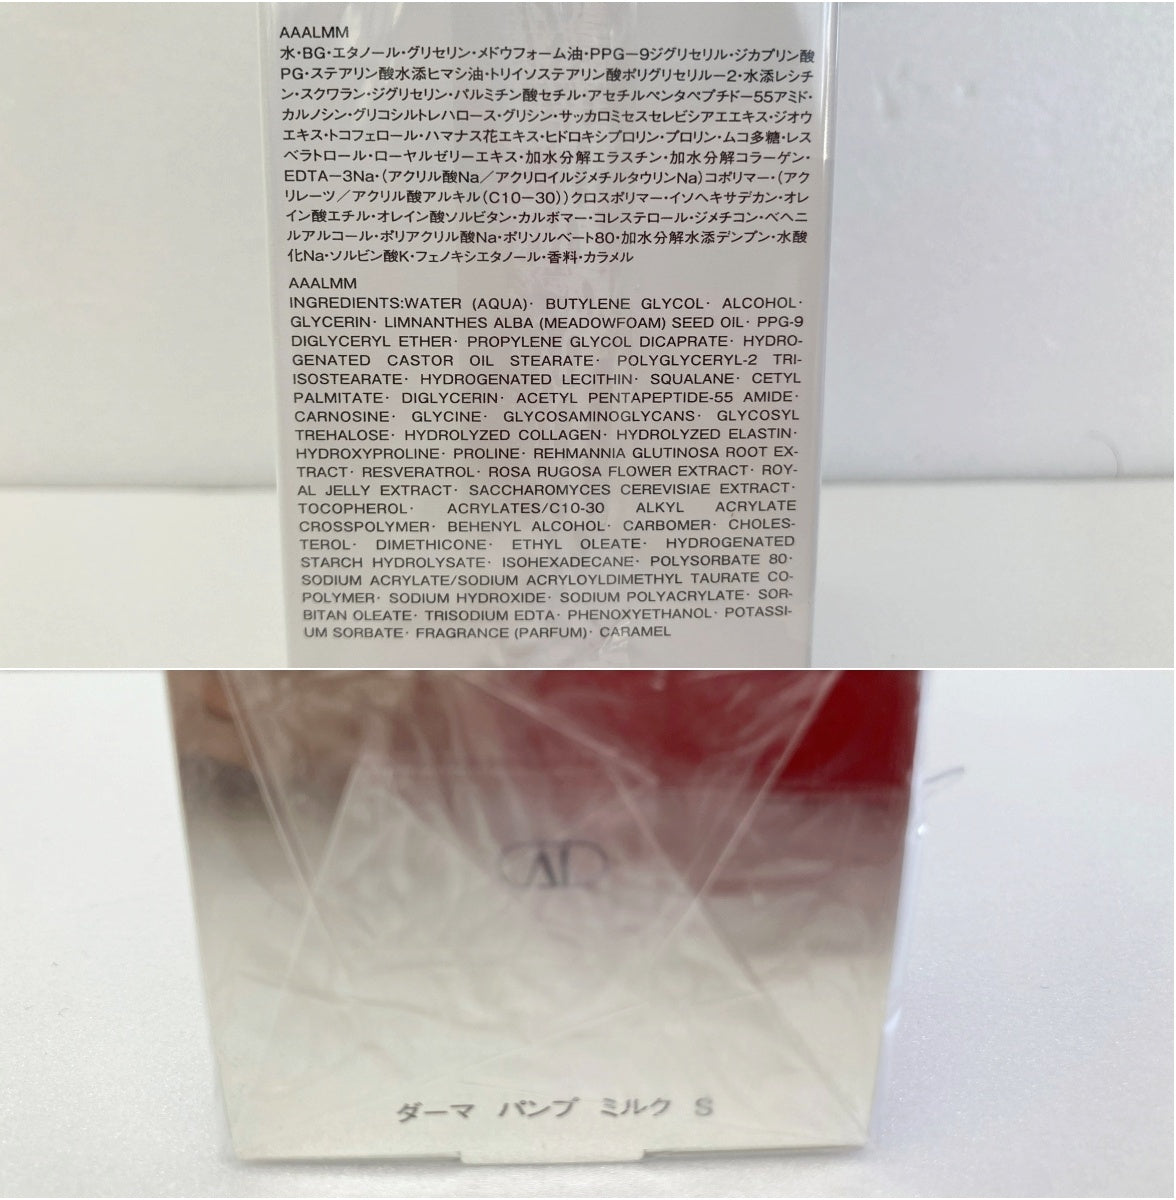 AAALMM
水・BG・エタノール・グリセリン・メドウフォーム油・PPG－9ジグリセリル・ジカプリン酸
PG・ステアリン酸水添ヒマシ油・トリイソステアリン酸ポリグリセリル－2・水添レシチ
ン・スクワラン・ジグリセリン・パルミチン酸セチル・アセチルペンタペプチド－55アミド・
カルノシン・グリコシルトレハロース・グリシン・サッカロミセスセレビシアエエキス・ジオウ
エキス・トコフェロール・ハマナス花エキス・ヒドロキシプロリン・プロリン・ムコ多糖・レス
ベラトロール・ローヤルゼリーエキス・加水分解エラスチン・加水分解コラーゲン・
EDTA－3Na・（アクリル酸Na／アクリロイルジメチルタウリンNa）コポリマー・（アク
リレーツ／アクリル酸アルキル（C10－30））クロスポリマー・イソヘキサデカン・オレ
イン酸エチル・オレイン酸ソルビタン・カルボマー・コレステロール・ジメチコン・ベヘニ
ルアルコール・ポリアクリル酸Na・ポリソルベート80・加水分解水添デンプン・水酸
化Na・ソルビン酸K・フェノキシエタノール・香料・カラメル
AAALMM
INGREDIENTS:WATER (AQUA)・ BUTYLENE GLYCOL・ ALCOHOL・
GLYCERIN・ LIMNANTHES ALBA (MEADOWFOAM) SEED OIL・ PPG-9
DIGLYCERYL ETHER・ PROPYLENE GLYCOL DICAPRATE・ HYDRO-
GENATED CASTOR OIL STEARATE・ POLYGLYCERYL-2 TRI-
ISOSTEARATE・ HYDROGENATED LECITHIN・ SQUALANE・ CETYL
PALMITATE・ DIGLYCERIN・ ACETYL PENTAPEPTIDE-55 AMIDE・
CARNOSINE・ GLYCINE・ GLYCOSAMINOGLYCANS・ GLYCOSYL
TREHALOSE・ HYDROLYZED COLLAGEN・ HYDROLYZED ELASTIN・
HYDROXYPROLINE・ PROLINE・ REHMANNIA GLUTINOSA ROOT EX-
TRACT・ RESVERATROL・ ROSA RUGOSA FLOWER EXTRACT・ ROY-
AL JELLY EXTRACT・ SACCHAROMYCES CEREVISIAE EXTRACT・
TOCOPHEROL・ ACRYLATES/C10-30 ALKYL ACRYLATE
CROSSPOLYMER・ BEHENYL ALCOHOL・ CARBOMER・ CHOLES-
TEROL・ DIMETHICONE・ ETHYL OLEATE・ HYDROGENATED
STARCH HYDROLYSATE・ ISOHEXADECANE・ POLYSORBATE 80・
SODIUM ACRYLATE/SODIUM ACRYLOYLDIMETHYL TAURATE CO-
POLYMER・ SODIUM HYDROXIDE・ SODIUM POLYACRYLATE・ SOR-
BITAN OLEATE・ TRISODIUM EDTA・ PHENOXYETHANOL・ POTASSI-
UM SORBATE・ FRAGRANCE (PARFUM)・ CARAMEL
ダーマ パンプ ミルク S